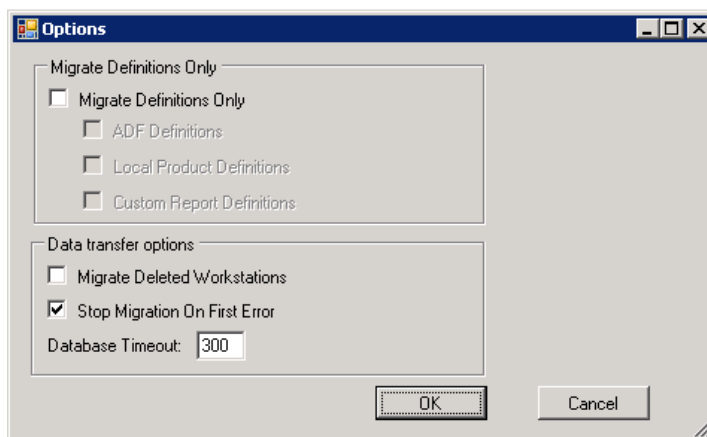 Options
Migrate Definitions Only
Migrate Definitions Only
ADF Definitions
Local Product Definitions
Custom Report Definitions
Data transfer options
Migrate Deleted Workstations
Stop Migration On First Error
Database Timeout: 300
OK Cancel